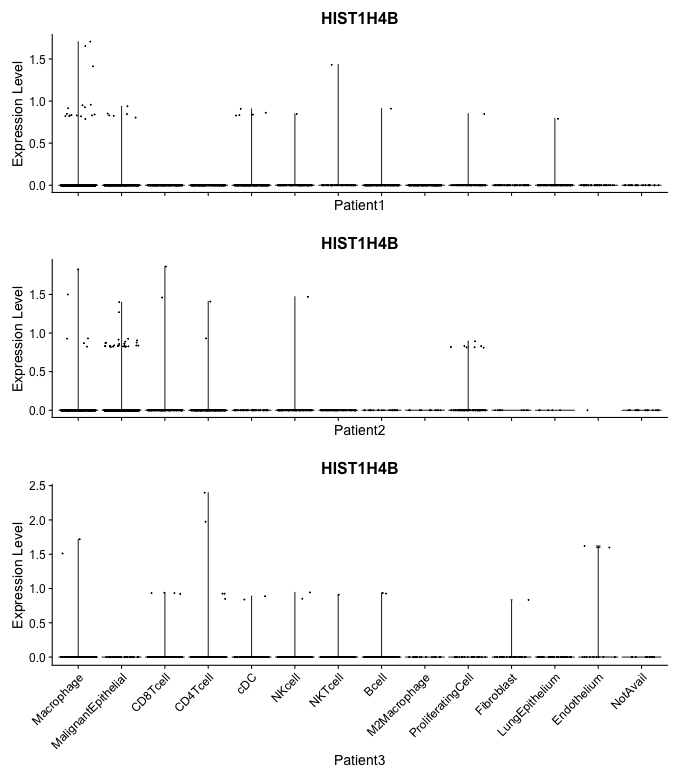 HIST1H4B
Expression Level
1.5
1.0
0.5
0.0
Patient1
HIST1H4B
Expression Level
1.5
1.0
0.5
0.0
Patient2
HIST1H4B
Expression Level
2.5
2.0
1.5
1.0
0.5
0.0
Macrophage
MalignantEpithelial
CD8Tcell
CD4Tcell
cDC
NKcell
NKTcell
Bcell
M2Macrophage
ProliferatingCell
Fibroblast
LungEpithelium
Endothelium
NotAvail
Patient3